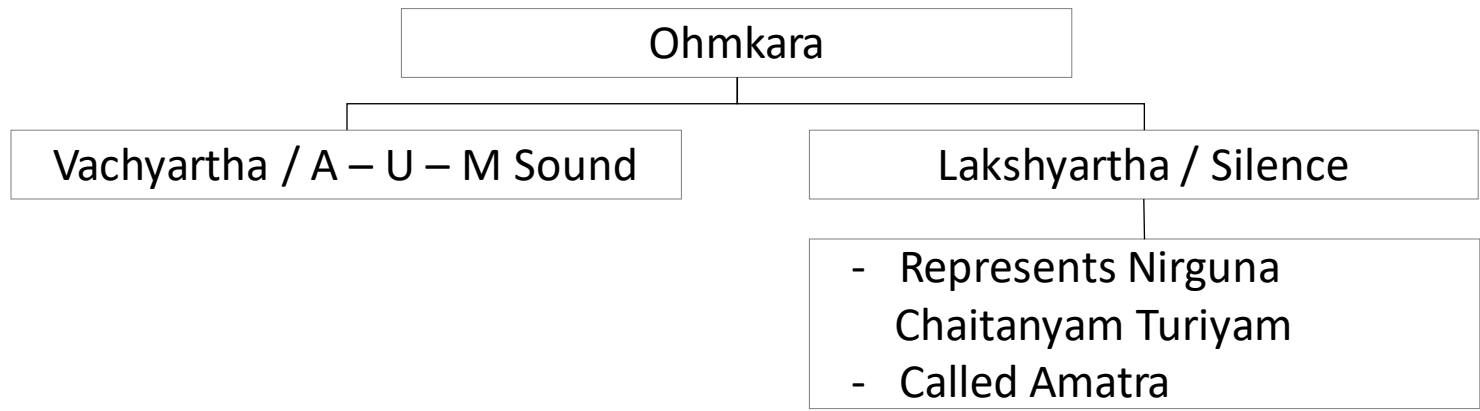 Ohmkara
Vachyartha / A – U – M Sound
Lakshyartha / Silence
- Represents Nirguna
Chaitanyam Turiyam
- Called Amatra